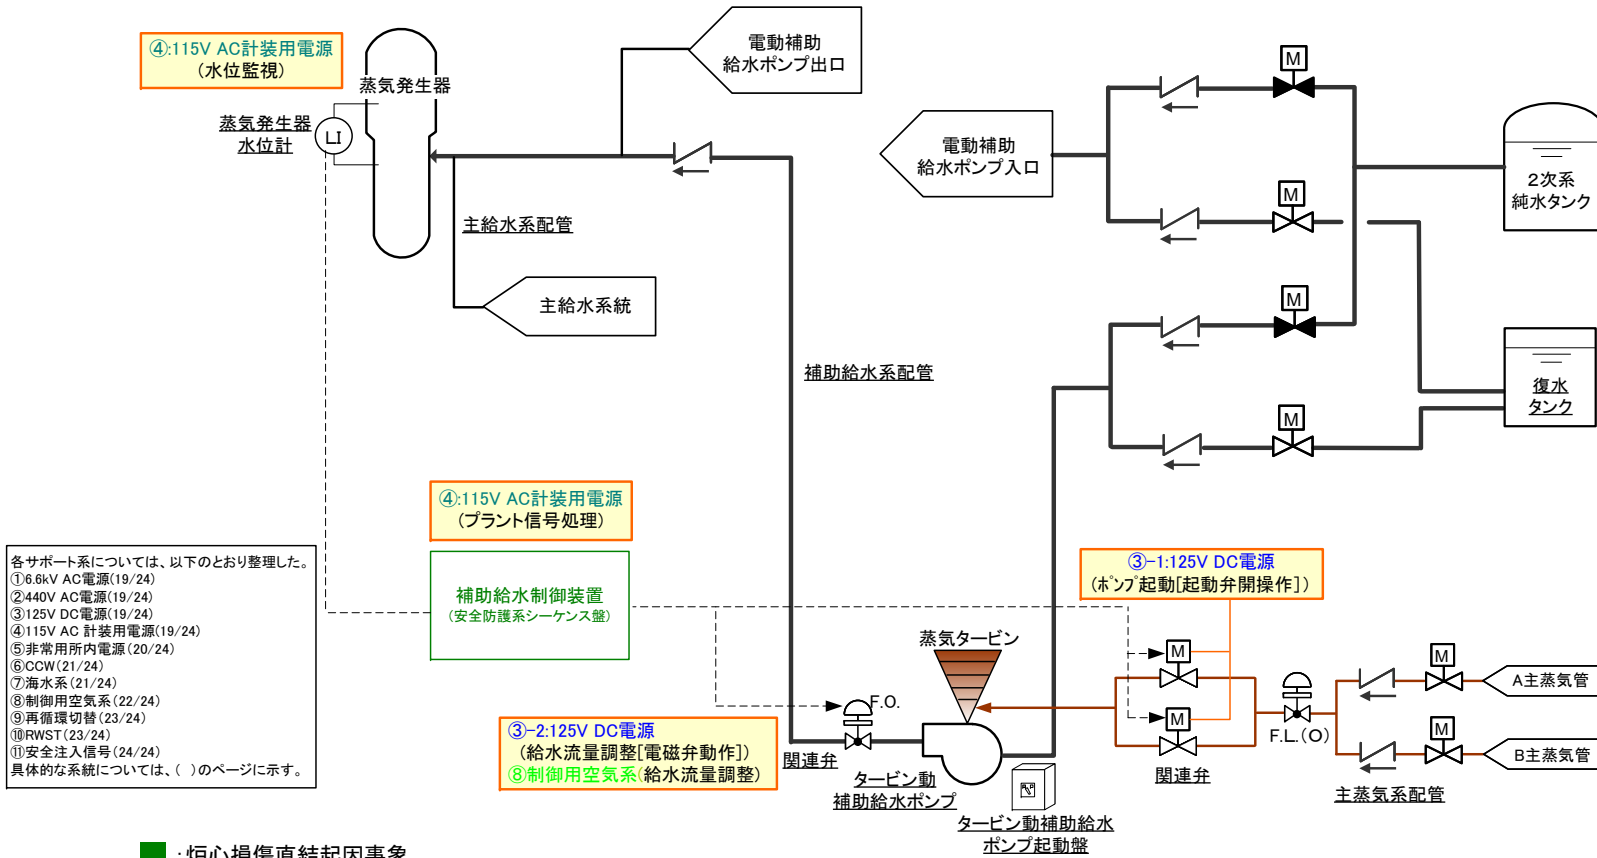 ④:115V AC計装用電源
(水位監視)
蒸気発生器
蒸気発生器
水位計
LI
電動補助
給水ポンプ出口
主給水系配管
主給水系統
電動補助
給水ポンプ入口
M
M
M
M
2次系
純水タンク
復水
タンク
補助給水系配管
④:115V AC計装用電源
(プラント信号処理)
補助給水制御装置
(安全防護系シーケンス盤)
各サポート系については、以下のとおり整理した。
①6.6kV AC電源(19/24)
②440V AC電源(19/24)
③125V DC電源(19/24)
④115V AC 計装用電源(19/24)
⑤非常用所内電源(20/24)
⑥CCW(21/24)
⑦海水系(21/24)
⑧制御用空気系(22/24)
⑨再循環切替(23/24)
⑩RWST(23/24)
⑪安全注入信号(24/24)
具体的な系統については、( )のページに示す。
③-1:125V DC電源
(ポンプ起動[起動弁開操作])
蒸気タービン
M
M
関連弁
F.L.(O)
M
M
A主蒸気管
B主蒸気管
主蒸気系配管
③-2:125V DC電源
(給水流量調整[電磁弁動作])
⑧制御用空気系(給水流量調整)
F.O.
関連弁
タービン動
補助給水ポンプ
タービン動補助給水
ポンプ起動盤
:炉心損傷直結起因事象